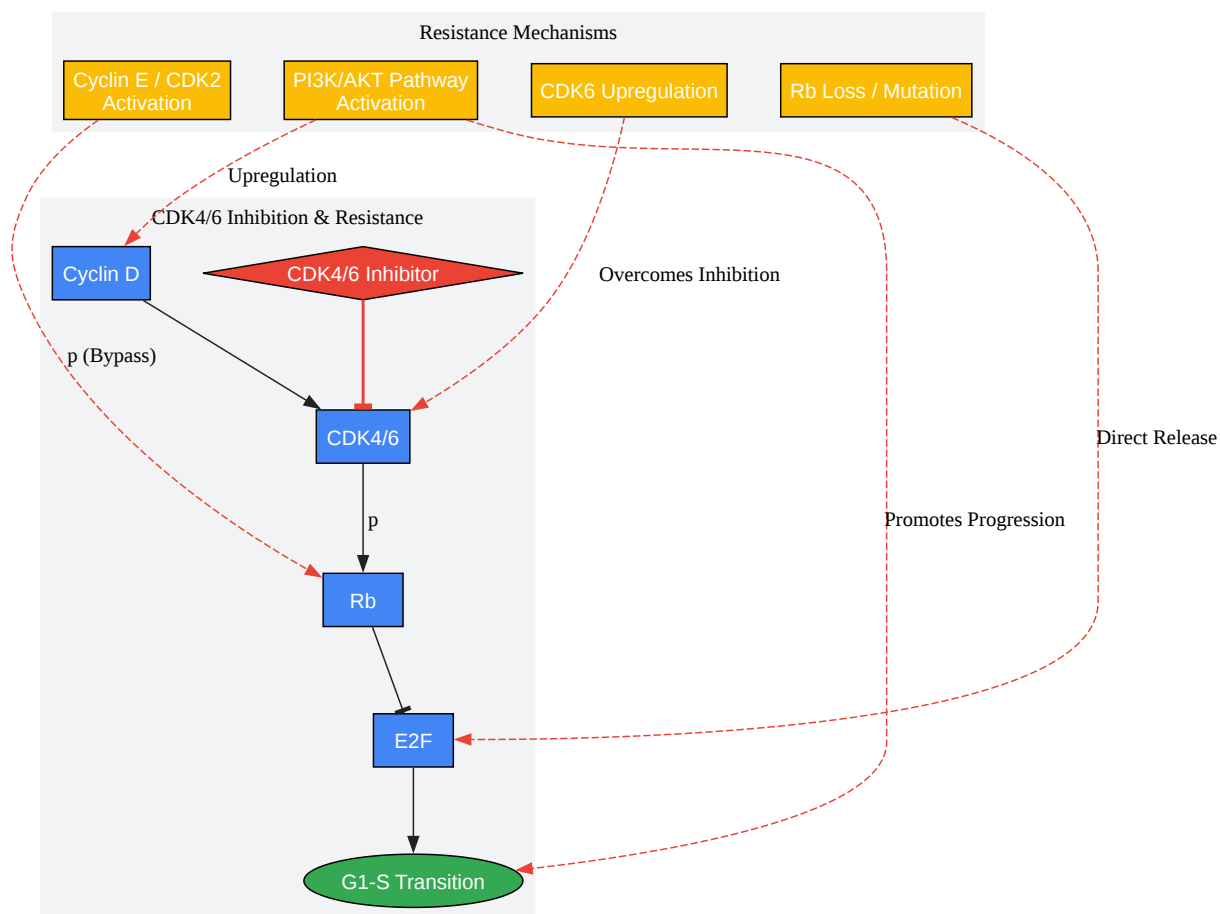 Resistance Mechanisms
Cyclin E / CDK2
Activation
PI3K/AKT Pathway
Activation
CDK6 Upregulation
Rb Loss / Mutation
Upregulation
CDK4/6 Inhibition & Resistance
Cyclin D
CDK4/6 Inhibitor
Overcomes Inhibition
p (Bypass)
CDK4/6
Direct Release
p
Promotes Progression
Rb
E2F
G1-S Transition